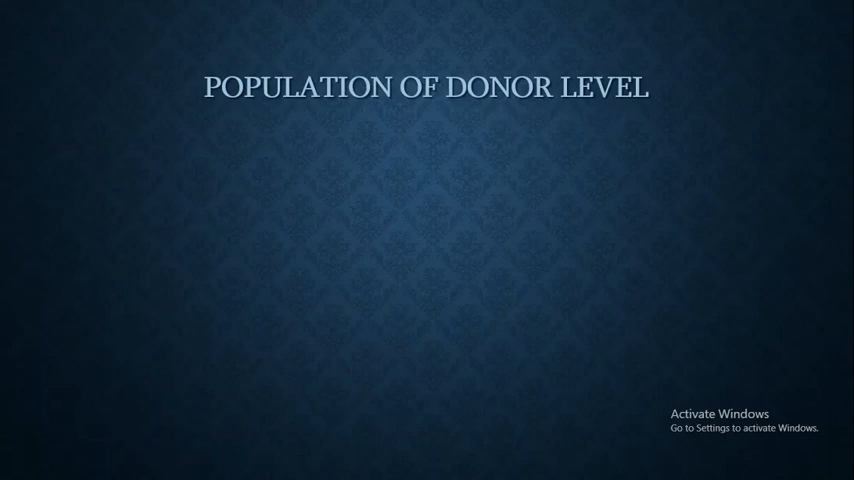 POPULATION OF DONOR LEVEL
Activate Windows
Go to Settings to activate Windows.